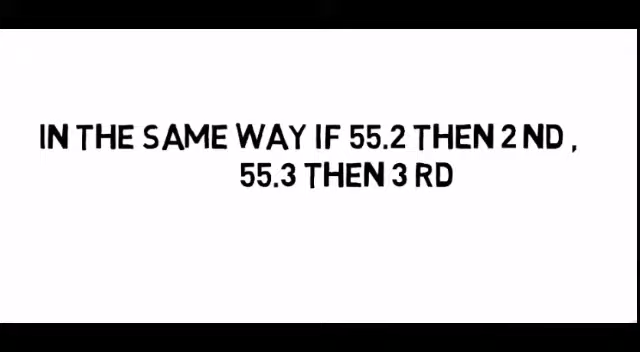 IN THE SAME WAY IF 55.2 THEN 2 ND ,
55.3 THEN 3 RD